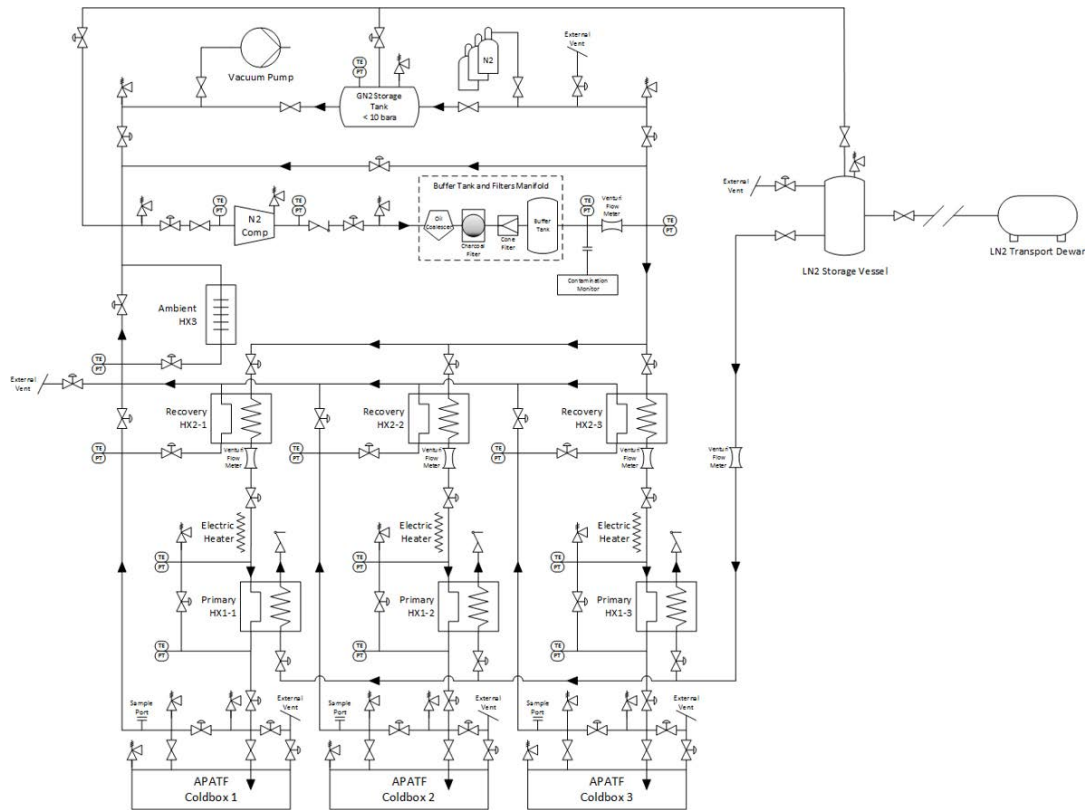 External
Vent
N2
TE
PT
Vacuum Pump
GN2 Storage
Tank
< 10 bara
Buffer Tank and Filters Manifold
N2
Comp
TE
PT
TE
PT
Oil
Coalescer
Charcoal
Filter
Cone
Filter
Buffer
Tank
TE
PT
Venturi
Flow
Meter
TE
PT
Contamination
Monitor
External
Vent
LN2 Storage Vessel
LN2 Transport Dewar
Ambient
HX3
TE
PT
External
Vent
Recovery
HX2-1
Recovery
HX2-2
Recovery
HX2-3
TE
PT
Venturi
Flow
Meter
TE
PT
Venturi
Flow
Meter
TE
PT
Venturi
Flow
Meter
Venturi
Flow
Meter
Electric
Heater
Electric
Heater
Electric
Heater
TE
PT
TE
PT
TE
PT
Primary
HX1-1
Primary
HX1-2
Primary
HX1-3
TE
PT
TE
PT
TE
PT
Sample
Port
External
Vent
Sample
Port
External
Vent
Sample
Port
External
Vent
APATF
Coldbox 1
APATF
Coldbox 2
APATF
Coldbox 3